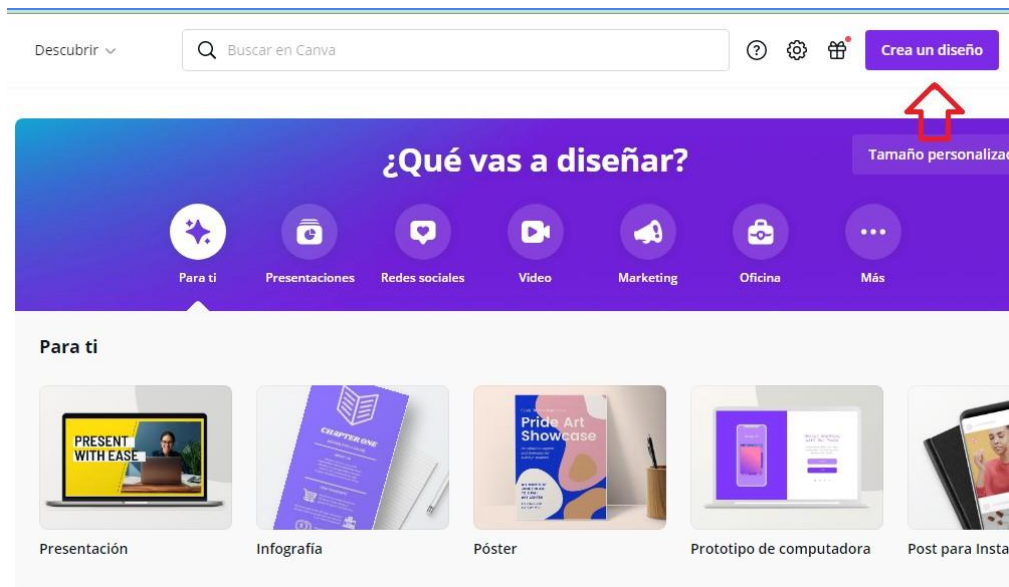 Descubrir
Buscar en Canva
Crea un diseño
¿Qué vas a diseñar?
Tamaño personalizad
Para ti
Presentaciones
Redes sociales
Video
Marketing
Oficina
Más
Para ti
PRESENT
WITH EASE
CHAPTER ONE
Pride Art
Showcase
Presentación
Infografía
Póster
Prototipo de computadora
Post para Insta